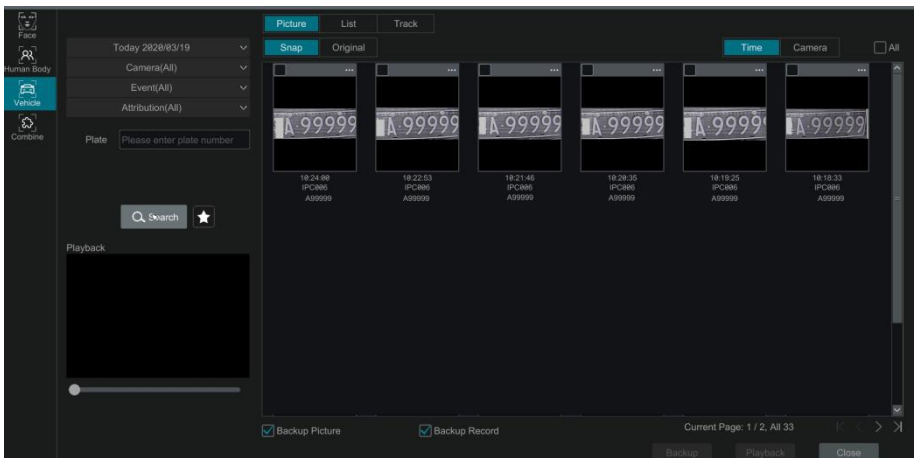 Face
Human Body
Vehicle
Combine
Today 2020/03/19
Camera(All)
Event(All)
Attribution(All)
Plate Please enter plate number
Search
Playback
Picture List Track
Snap Original Time Camera All
A·99999 A·99999 A·99999 A·99999 A·99999 A·99999
10:24:00 10:22:53 10:21:46 10:20:35 10:19:25 10:18:33
IPC006 IPC006 IPC006 IPC006 IPC006 IPC006
A99999 A99999 A99999 A99999 A99999 A99999
Backup Picture Backup Record Current Page: 1 / 2, All 33
Backup Playback Close